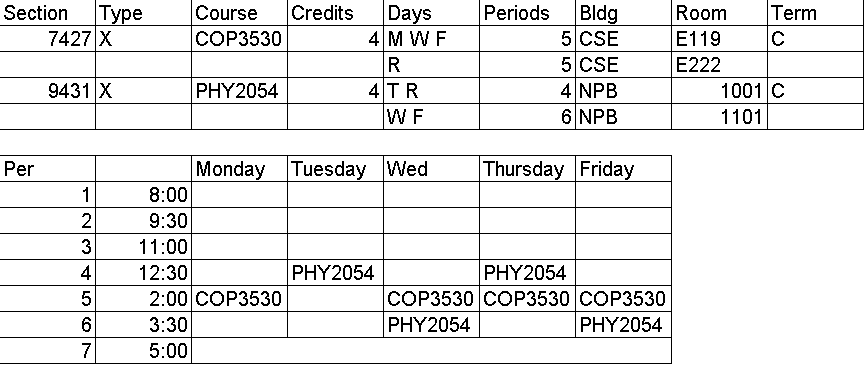 Section Type Course Credits Days Periods Bldg Room Term
7427 X COP3530 4 M W F 5 CSE E119 C
R 5 CSE E222
9431 X PHY2054 4 T R 4 NPB 1001 C
W F 6 NPB 1101
Per Monday Tuesday Wed Thursday Friday
1 8:00
2 9:30
3 11:00
4 12:30 PHY2054 PHY2054
5 2:00 COP3530 COP3530 COP3530 COP3530
6 3:30 PHY2054 PHY2054
7 5:00